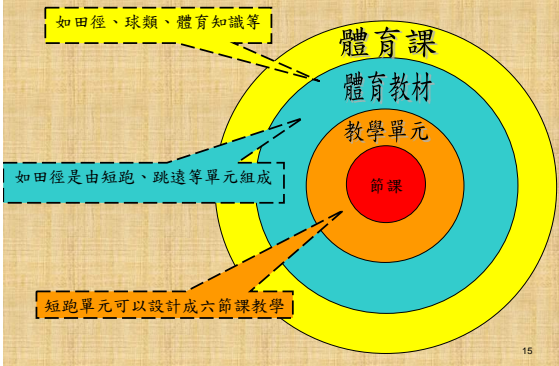 如田徑、球類、體育知識等
體育課
體育教材
教學單元
節課
如田徑是由短跑、跳遠等單元組成
短跑單元可以設計成六節課教學
15